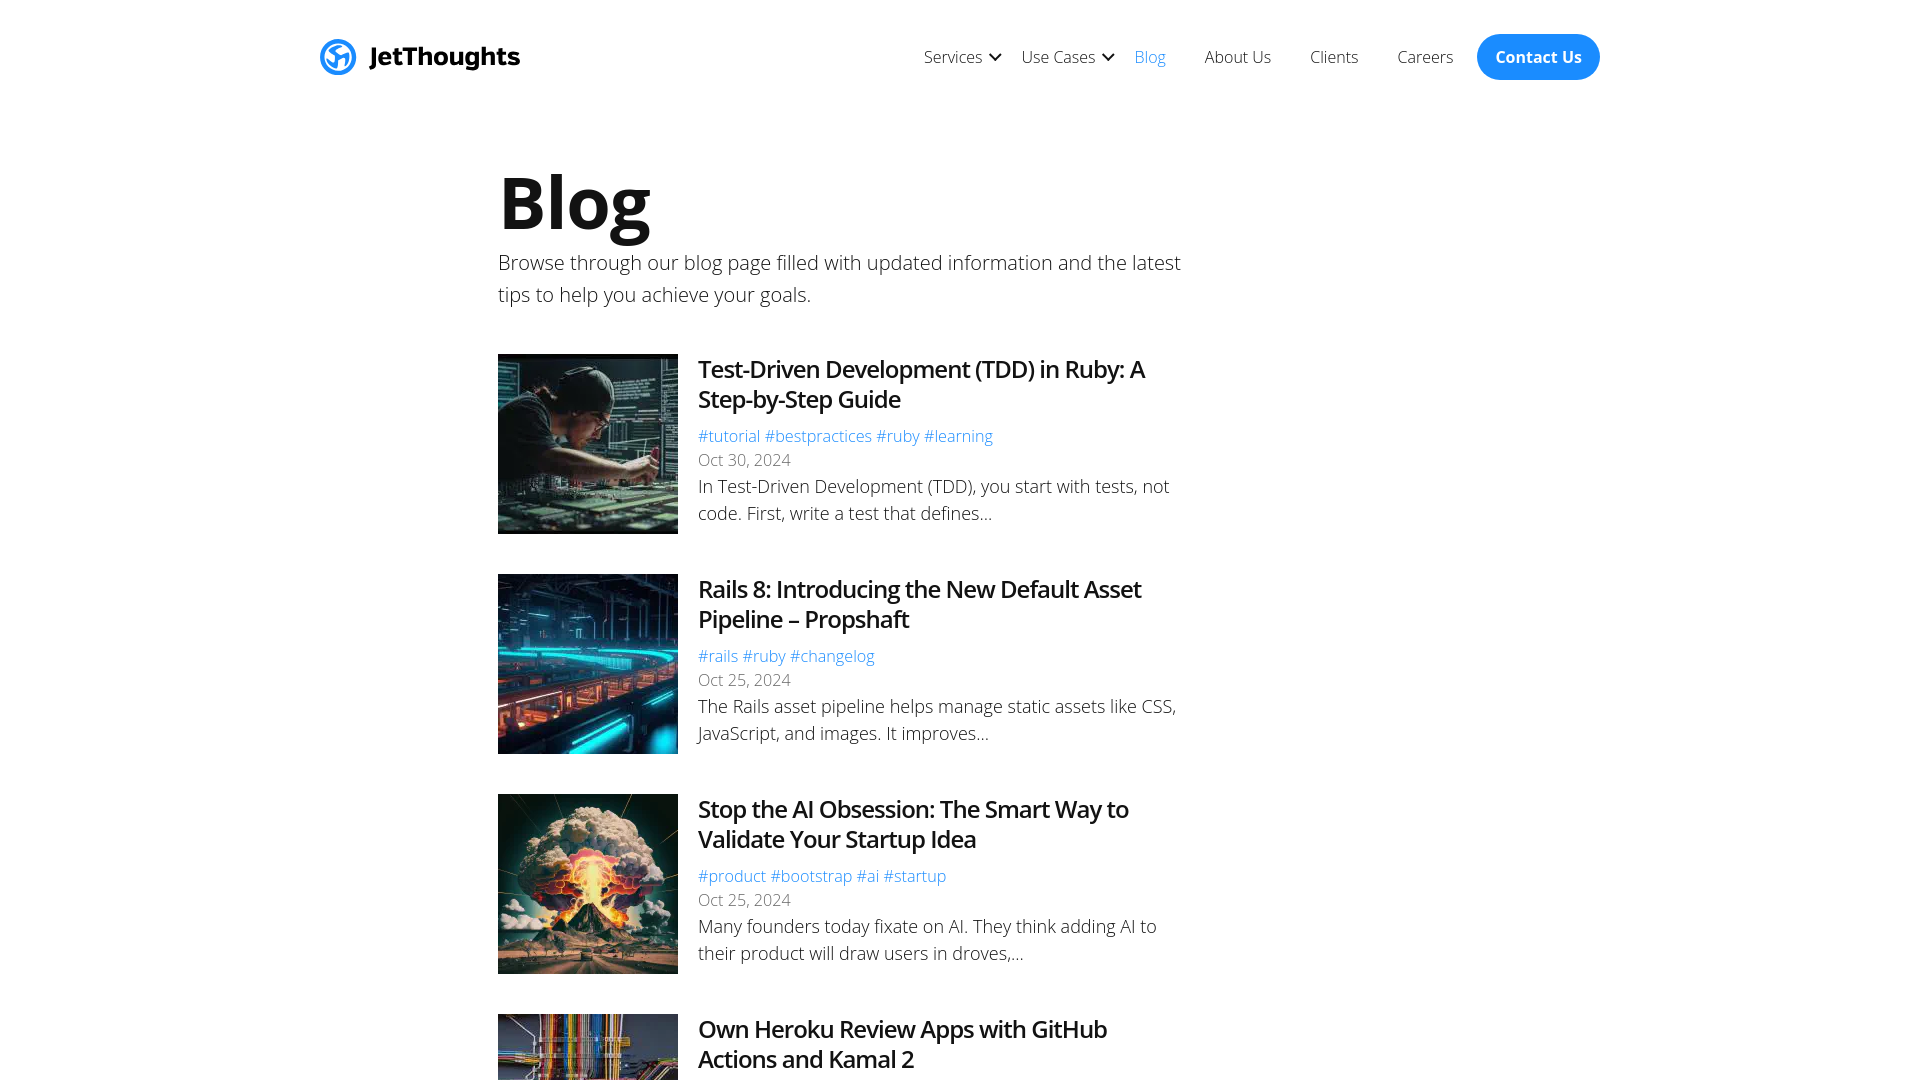 JetThoughts
Services
Use Cases
Blog
About Us
Clients
Careers
Contact Us
Blog
Browse through our blog page filled with updated information and the latest
tips to help you achieve your goals.
Test-Driven Development (TDD) in Ruby: A
Step-by-Step Guide
#tutorial #bestpractices #ruby #learning
Oct 30, 2024
In Test-Driven Development (TDD), you start with tests, not
code. First, write a test that defines...
Rails 8: Introducing the New Default Asset
Pipeline – Propshaft
#rails #ruby #changelog
Oct 25, 2024
The Rails asset pipeline helps manage static assets like CSS,
JavaScript, and images. It improves...
Stop the AI Obsession: The Smart Way to
Validate Your Startup Idea
#product #bootstrap #ai #startup
Oct 25, 2024
Many founders today fixate on AI. They think adding AI to
their product will draw users in droves,...
Own Heroku Review Apps with GitHub
Actions and Kamal 2